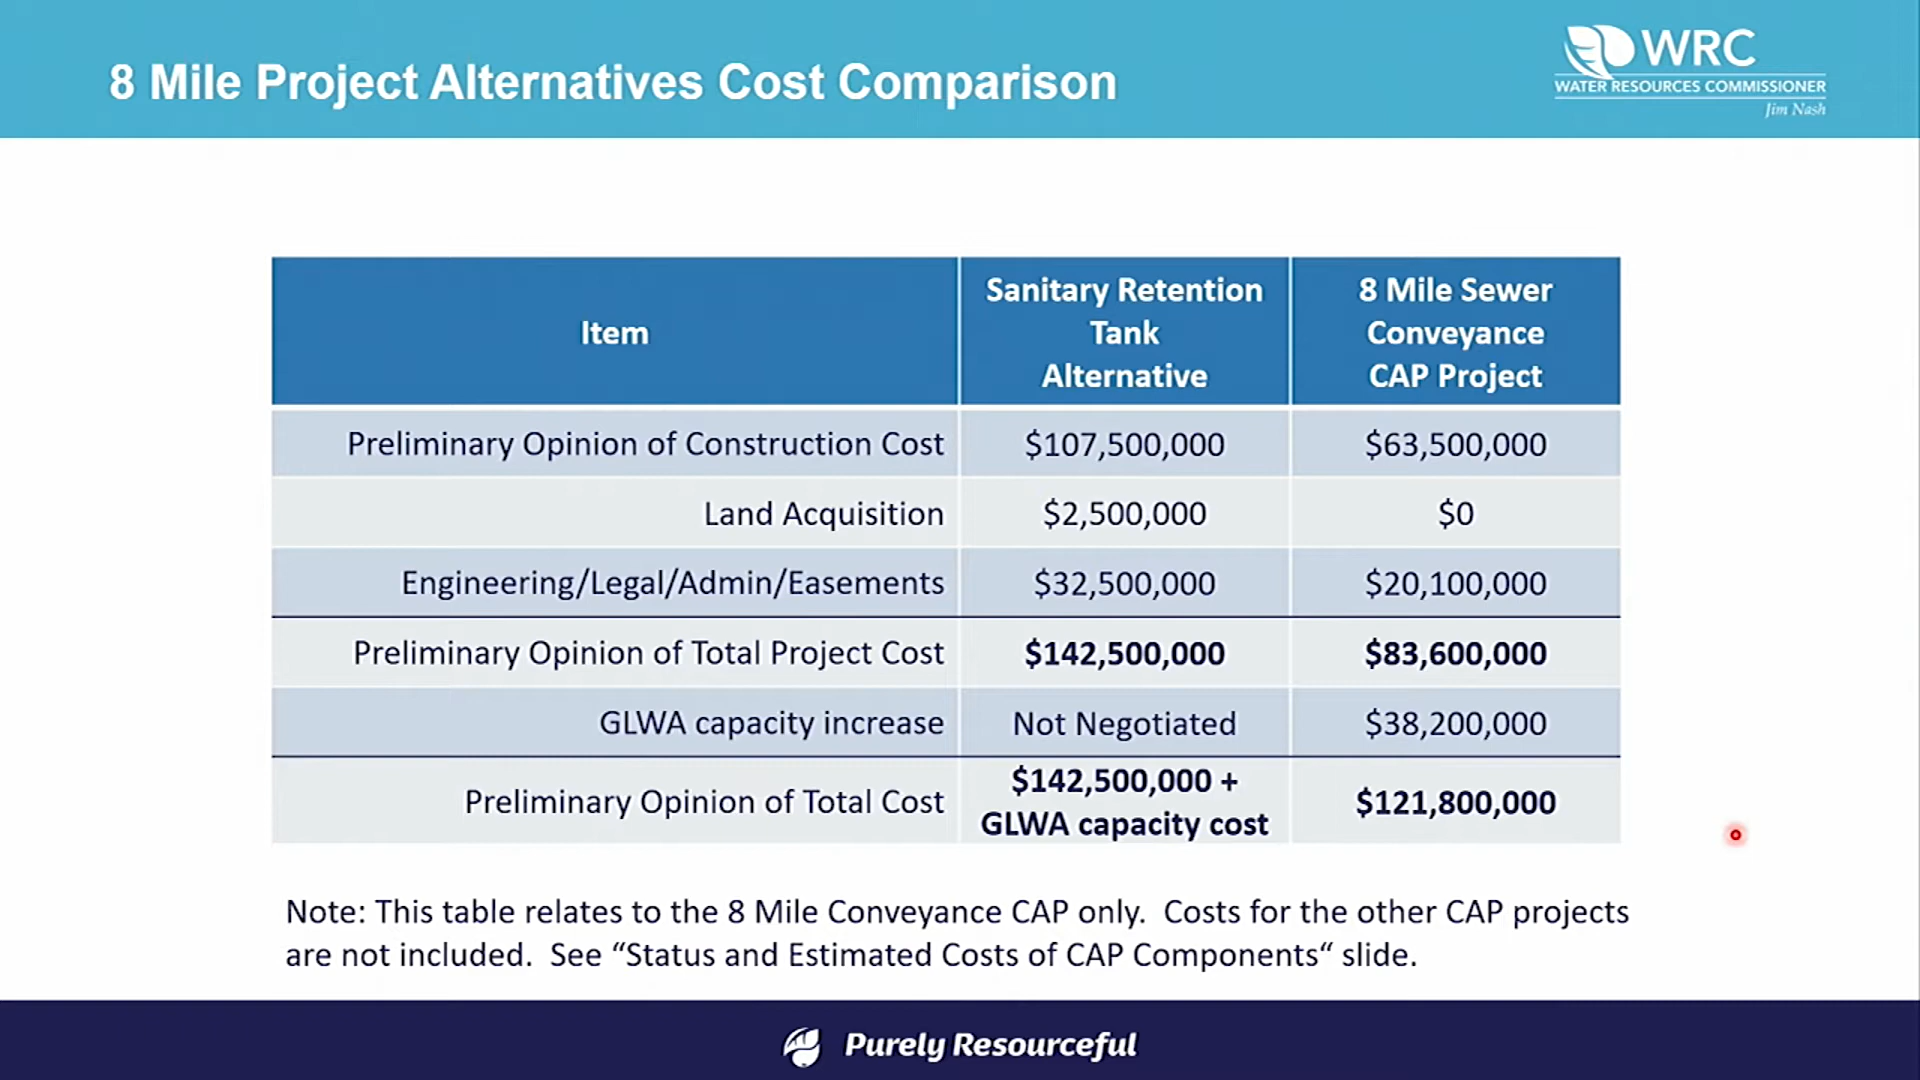 8 Mile Project Alternatives Cost Comparison
WRC
WATER RESOURCES COMMISSIONER
Jim Nash
Item
Sanitary Retention
Tank
Alternative
8 Mile Sewer
Conveyance
CAP Project
Preliminary Opinion of Construction Cost $107,500,000 $63,500,000
Land Acquisition $2,500,000 $0
Engineering/Legal/Admin/Easements $32,500,000 $20,100,000
Preliminary Opinion of Total Project Cost $142,500,000 $83,600,000
GLWA capacity increase Not Negotiated $38,200,000
Preliminary Opinion of Total Cost
$142,500,000 +
GLWA capacity cost
$121,800,000
Note: This table relates to the 8 Mile Conveyance CAP only.  Costs for the other CAP projects
are not included.  See “Status and Estimated Costs of CAP Components“ slide.
Purely Resourceful